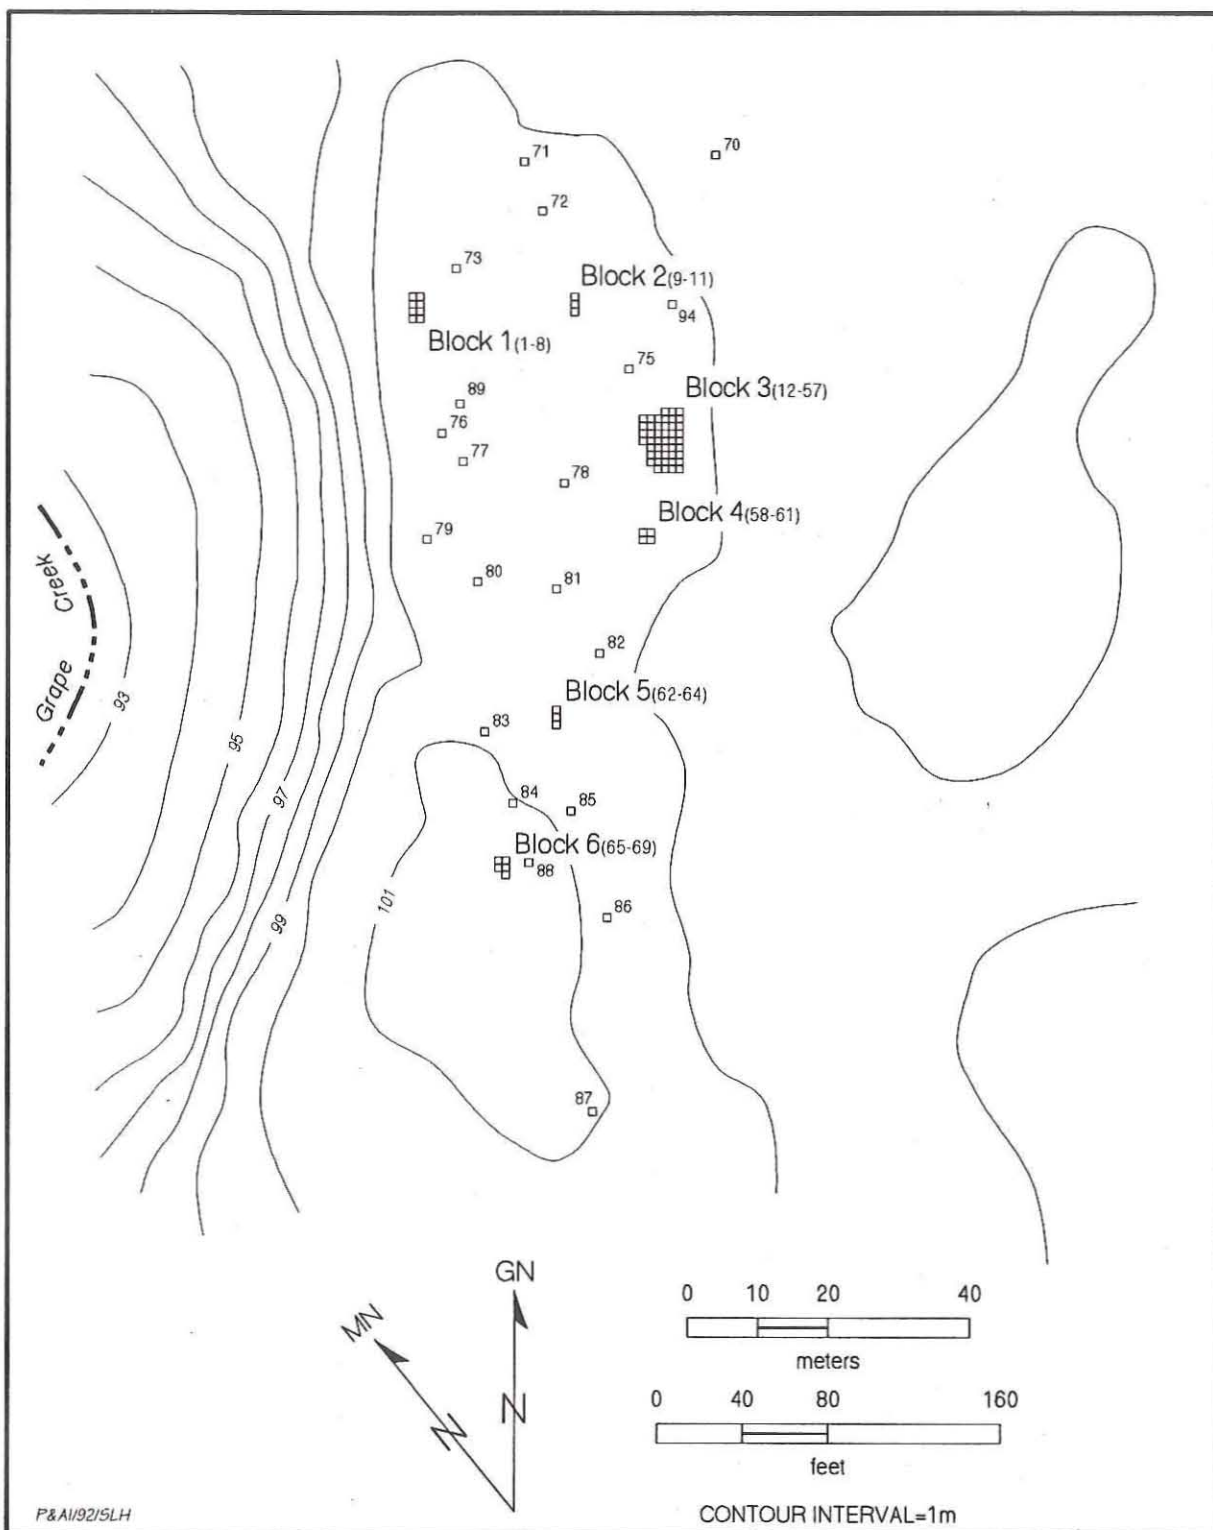 70
71
72
73
Block 2(9-11)
94
Block 1(1-8)
75
Block 3(12-57)
89
76
77
78
Block 4(58-61)
79
80
81
Grape Creek
82
Block 5(62-64)
93
95
83
97
84
85
Block 6(65-69)
88
101
99
86
87
GN
MN
N
N
0 10 20 40
meters
0 40 80 160
feet
P&AI/92/SLH
CONTOUR INTERVAL=1m